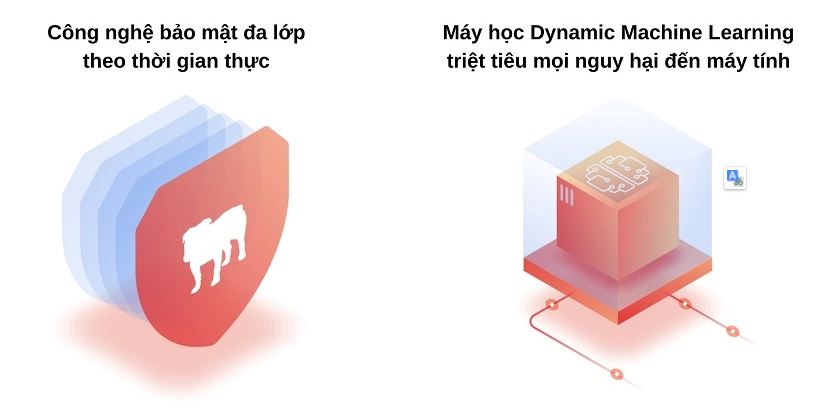 Công nghệ bảo mật đa lớp
theo thời gian thực
Máy học Dynamic Machine Learning
triệt tiêu mọi nguy hại đến máy tính
A